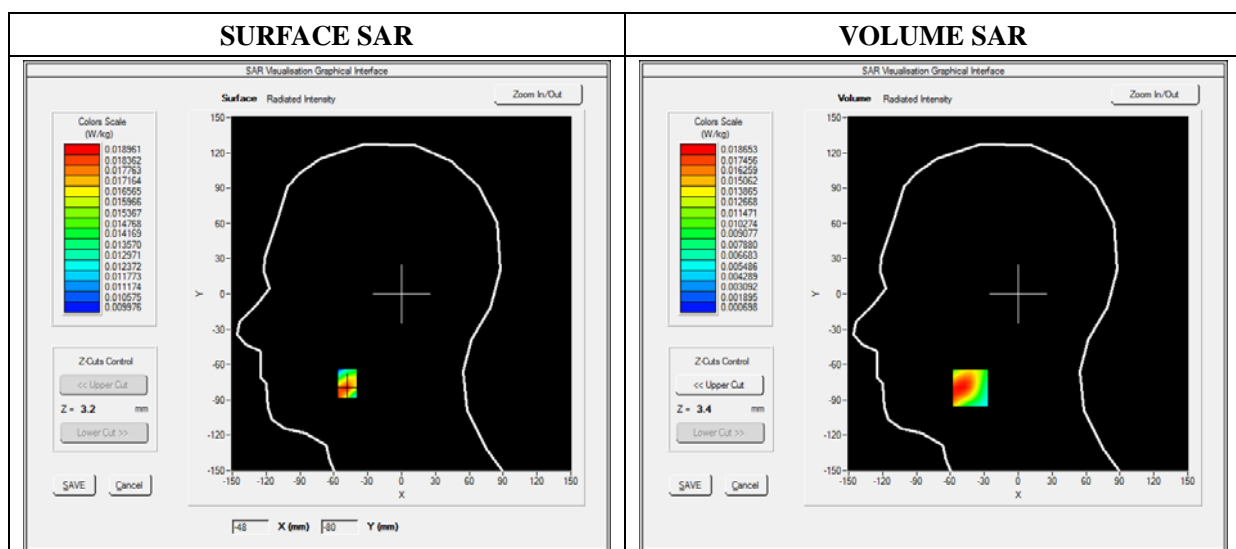 SURFACE SAR
VOLUME SAR
SAR Visualisation Graphical Interface
Surface Radiated Intensity
Zoom In/Out
Colors Scale
(W/kg)
0.018961
0.018362
0.017763
0.017164
0.016565
0.015966
0.015367
0.014768
0.014169
0.013570
0.012971
0.012372
0.011773
0.011174
0.010575
0.009976
Z-Cuts Control
<< Upper Cut
Z = 3.2 mm
Lower Cut >>
SAVE
Cancel
150
120
90
60
30
0
-30
-60
-90
-120
-150
Y
-150 -120 -90 -60 -30 0 30 60 90 120 150
X
-48 X (mm) -80 Y (mm)
SAR Visualisation Graphical Interface
Volume Radiated Intensity
Zoom In/Out
Colors Scale
(W/kg)
0.018653
0.017456
0.016259
0.015062
0.013865
0.012668
0.011471
0.010274
0.009077
0.007880
0.006683
0.005486
0.004289
0.003092
0.001895
0.000698
Z-Cuts Control
<< Upper Cut
Z = 3.4 mm
Lower Cut >>
SAVE
Cancel
150
120
90
60
30
0
-30
-60
-90
-120
-150
Y
-150 -120 -90 -60 -30 0 30 60 90 120 150
X